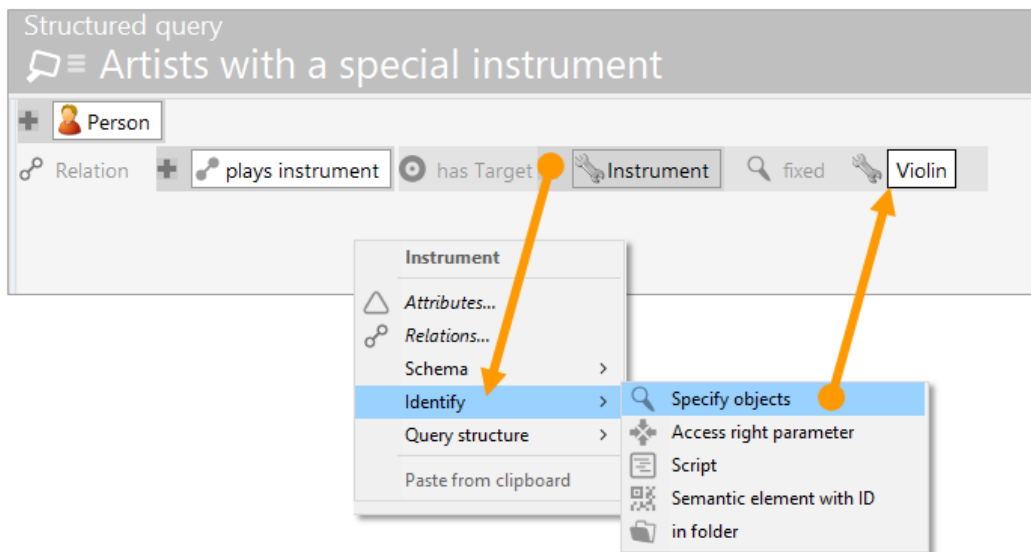 Structured query
Artists with a special instrument
Person
Relation plays instrument has Target Instrument fixed Violin
Instrument
Attributes...
Relations...
Schema
Identify
Query structure
Paste from clipboard
Specify objects
Access right parameter
Script
Semantic element with ID
in folder